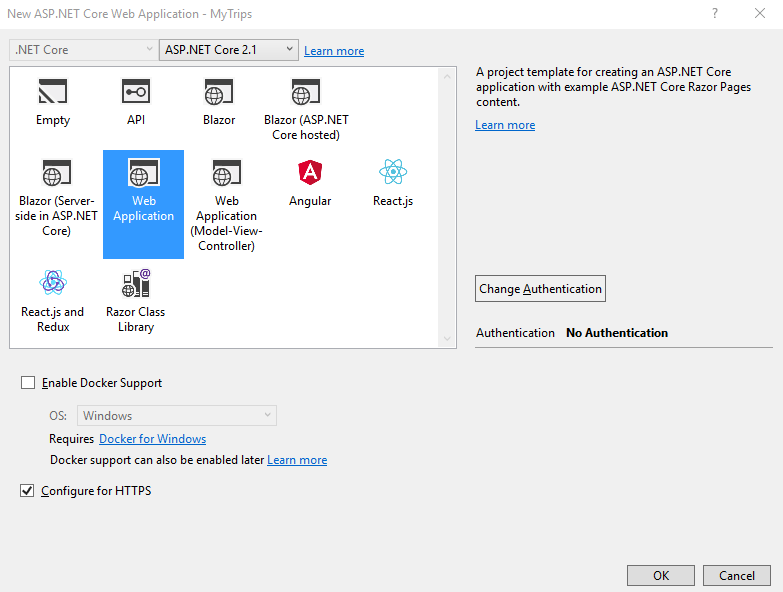 New ASP.NET Core Web Application - MyTrips
? 
.NET Core
ASP.NET Core 2.1
Learn more
Empty
API
Blazor
Blazor (ASP.NET
Core hosted)
Blazor (Server-
side in ASP.NET
Core)
Web
Application
Web
Application
(Model-View-
Controller)
Angular
React.js
React.js and
Redux
Razor Class
Library
A project template for creating an ASP.NET Core
application with example ASP.NET Core Razor Pages
content.
Learn more
Change Authentication
Authentication No Authentication
Enable Docker Support
OS: Windows
Requires Docker for Windows
Docker support can also be enabled later Learn more
Configure for HTTPS
OK
Cancel